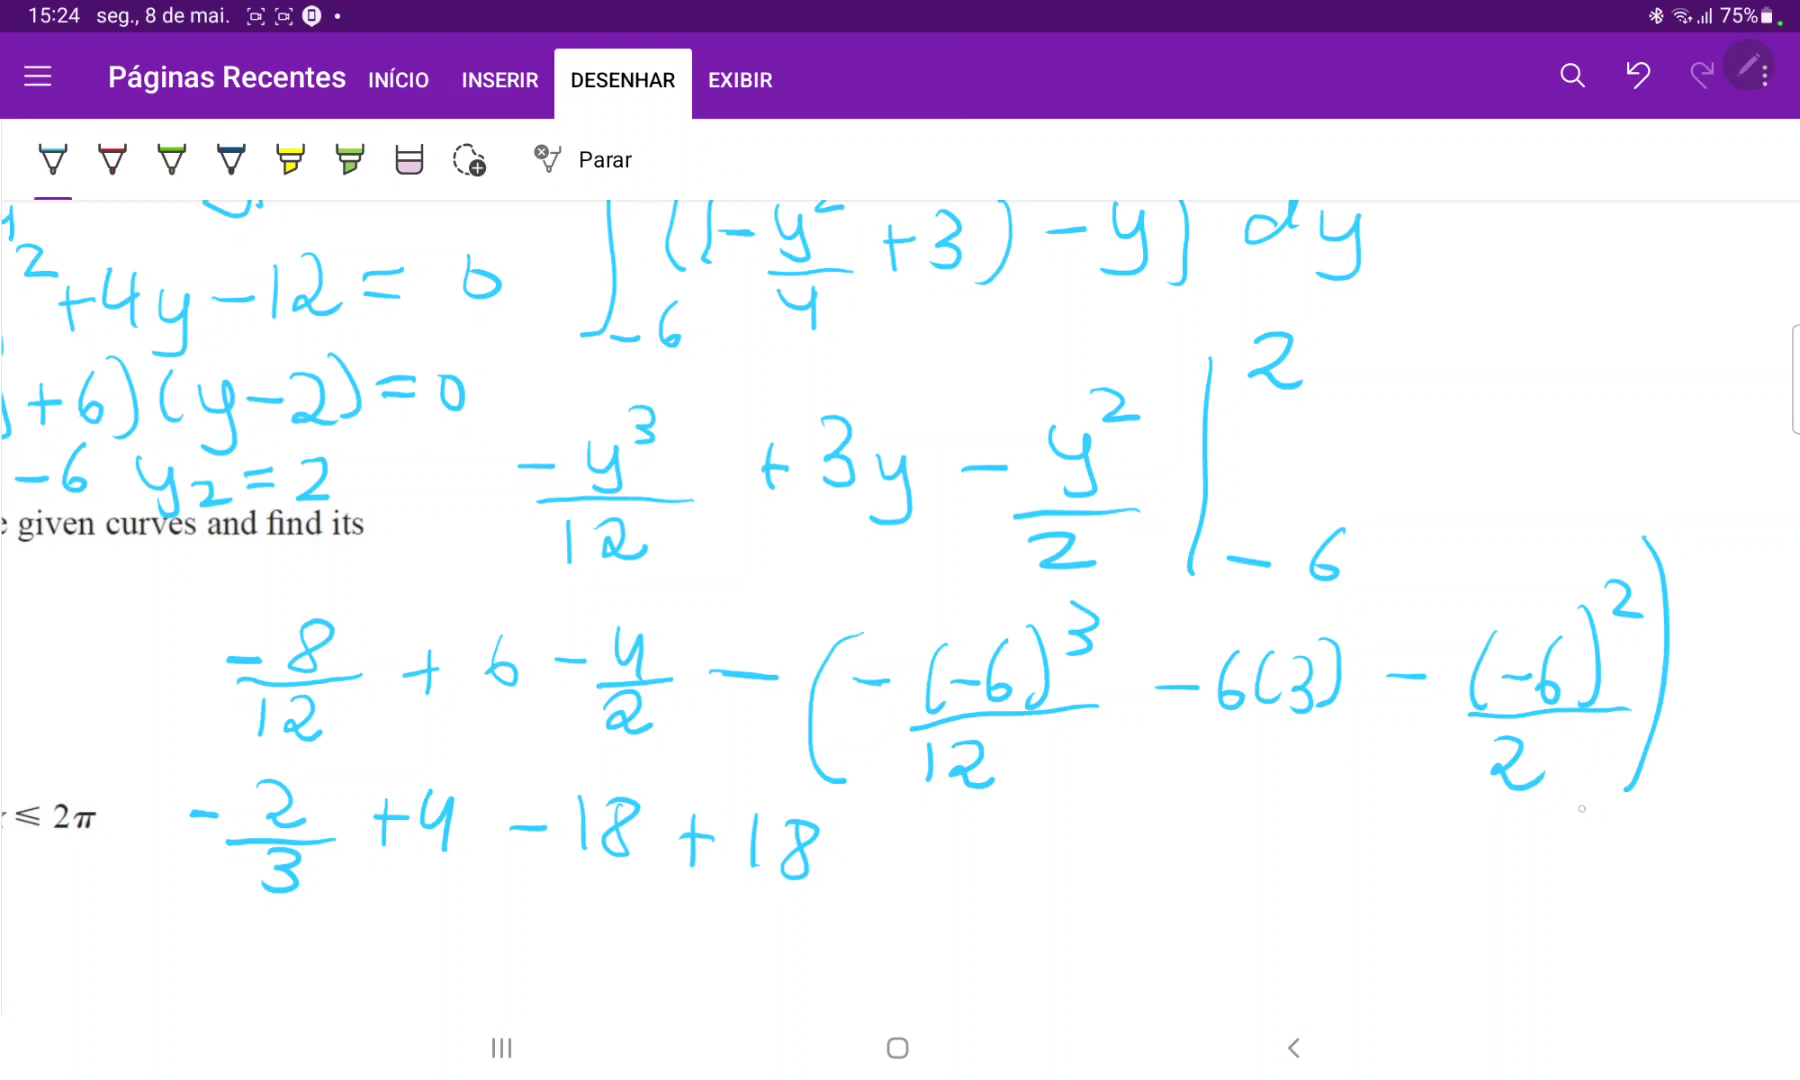 15:24 seg., 8 de mai. 75%
Páginas Recentes INÍCIO INSERIR DESENHAR EXIBIR
Parar
² +4y-12 = 0
+6)(y-2)=0
-6 y₂=2
given curves and find its
⩽ 2π
∫₋₆ [(-y²/4 +3) - y] dy
-y³/12 +3y - y²/2 |²₋₆
-8/12 + 6 - 4/2 - (-(-6)³/12 - 6(3) - (-6)²/2)
-2/3 +4 - 18 + 18